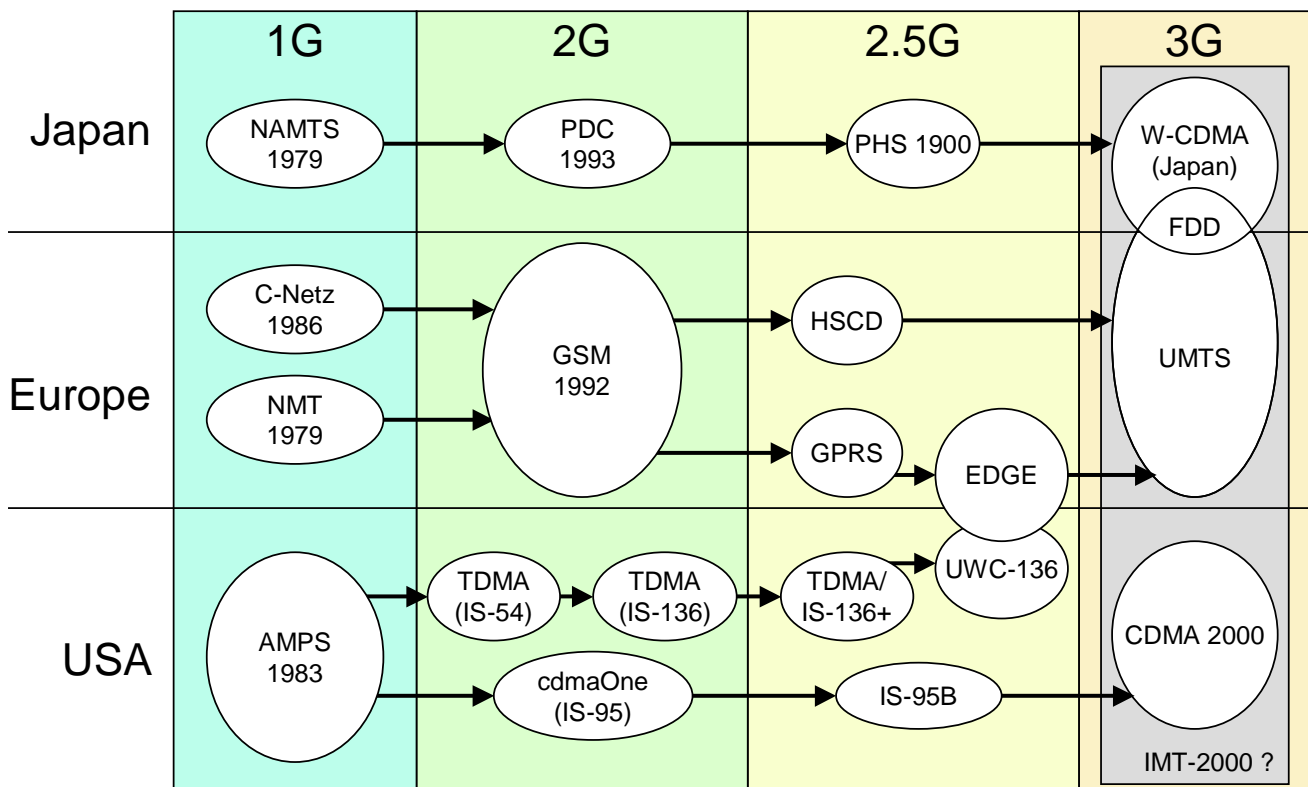 1G
2G
2.5G
3G
Japan
NAMTS
1979
PDC
1993
PHS 1900
W-CDMA
(Japan)
FDD
Europe
C-Netz
1986
NMT
1979
GSM
1992
HSCD
GPRS
EDGE
UMTS
USA
AMPS
1983
TDMA
(IS-54)
TDMA
(IS-136)
TDMA/
IS-136+
UWC-136
cdmaOne
(IS-95)
IS-95B
CDMA 2000
IMT-2000 ?